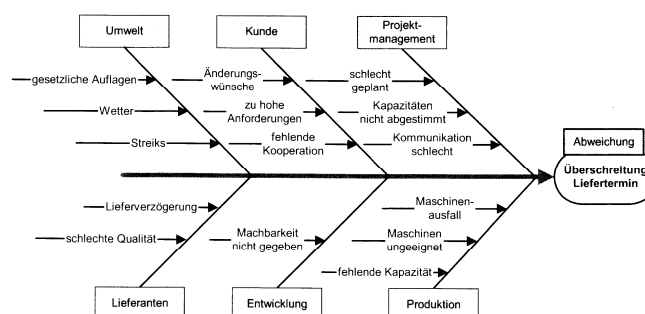 Umwelt
Kunde
Projekt-
management
gesetzliche Auflagen
Wetter
Streiks
Änderungs-
wünsche
zu hohe
Anforderungen
fehlende
Kooperation
schlecht
geplant
Kapazitäten
nicht abgestimmt
Kommunikation
schlecht
Abweichung
Überschreitung
Liefertermin
Lieferverzögerung
schlechte Qualität
Machbarkeit
nicht gegeben
Maschinen-
ausfall
Maschinen
ungeeignet
fehlende Kapazität
Lieferanten
Entwicklung
Produktion